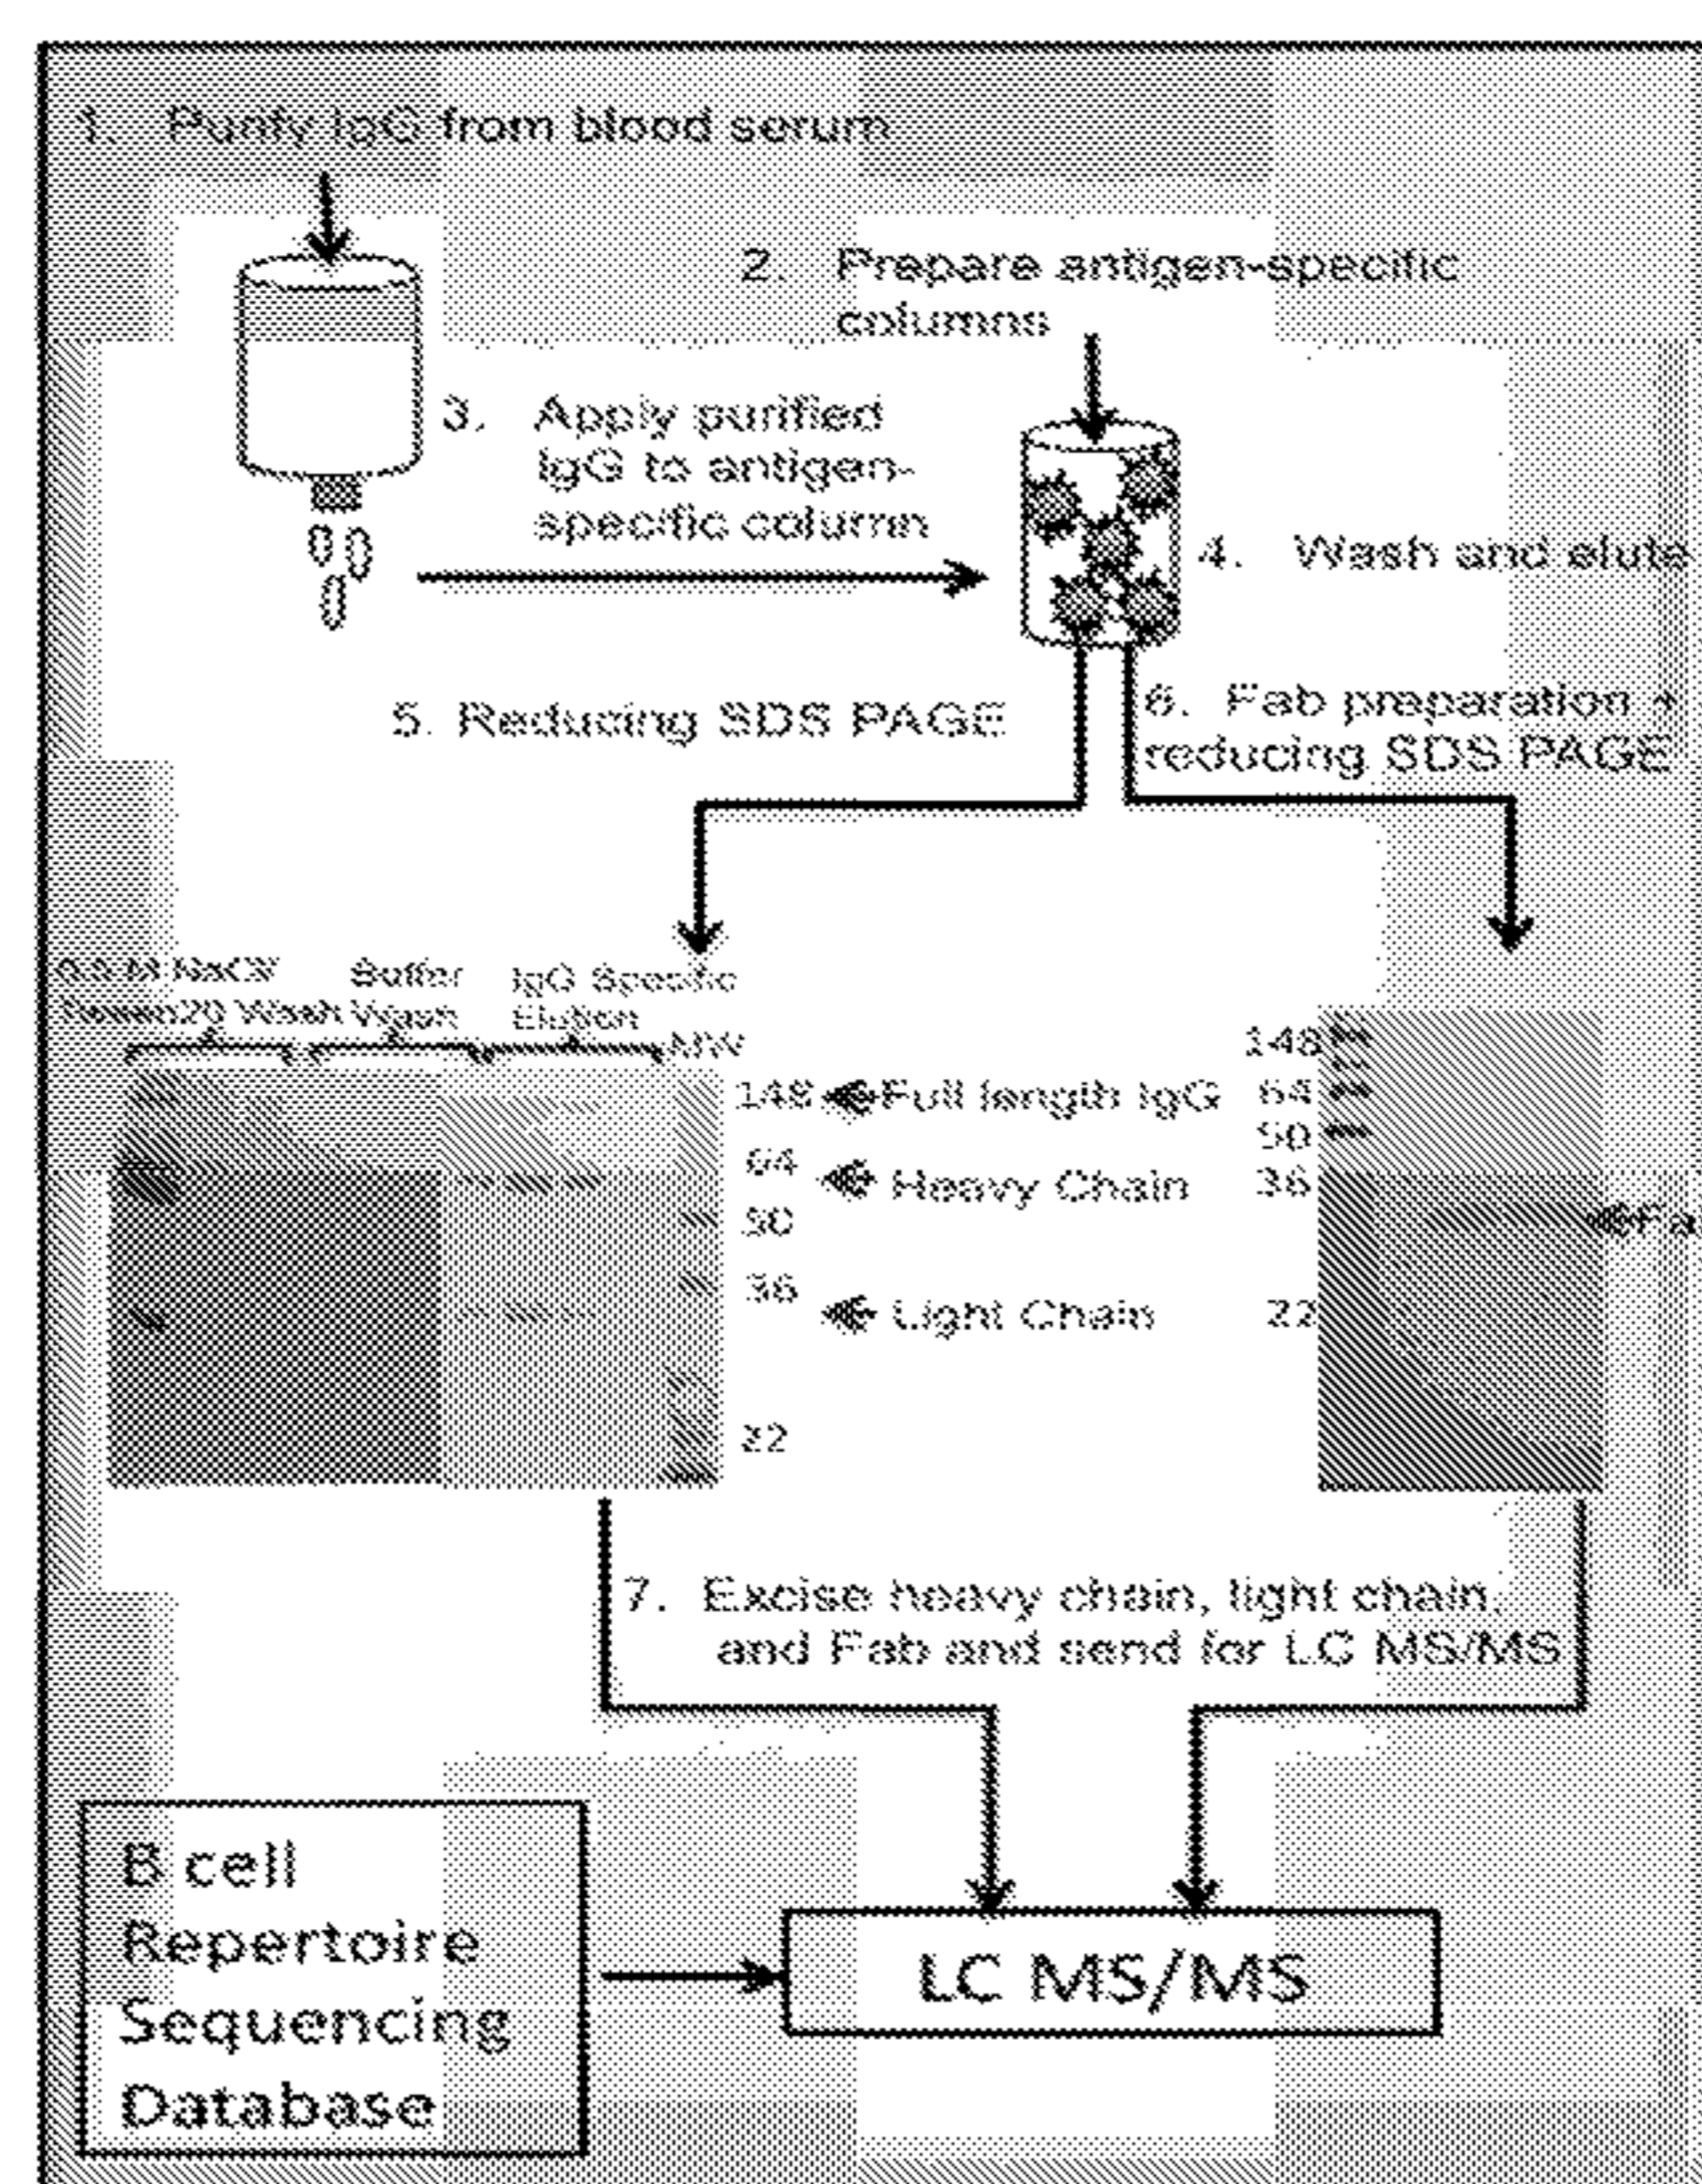 1. Purify IgG from blood serum
2. Prepare antigen-specific
columns
3. Apply purified
IgG to antigen-
specific column
4. Wash and elute
5. Reducing SDS PAGE
6. Fab preparation +
reducing SDS PAGE
M NaCl/
Tween20 Wash
Buffer
Wash
IgG Specific
Elution
MW
148
Full length IgG
64
Heavy Chain
50
36
Light Chain
22
148
64
50
36
Fa
22
7. Excise heavy chain, light chain,
and Fab and send for LC MS/MS
B cell
Repertoire
Sequencing
Database
LC MS/MS